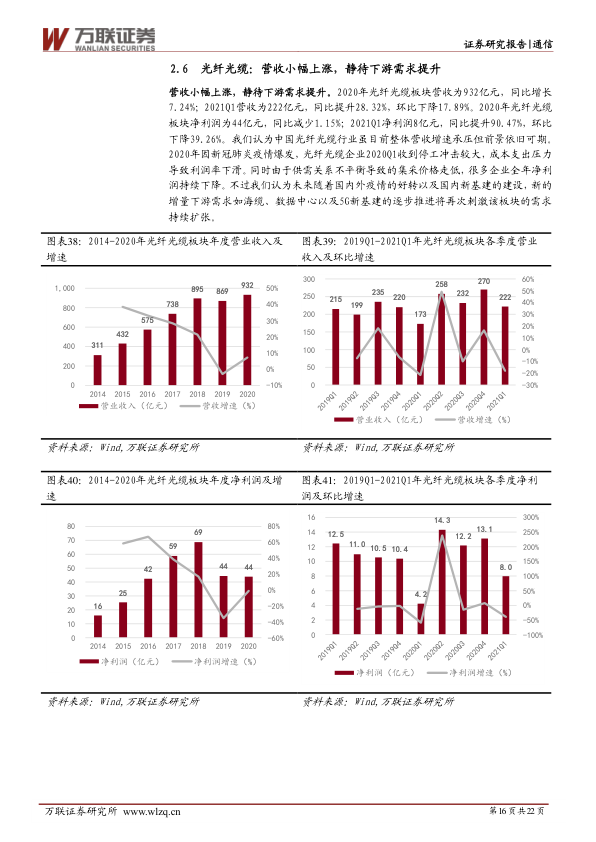 万联证券
WANLIAN SECURITIES
证券研究报告|通信
2.6 光纤光缆：营收小幅上涨，静待下游需求提升
营收小幅上涨，静待下游需求提升。2020年光纤光缆板块营收为932亿元，同比增长
7.24%；2021Q1营收为222亿元，同比提升28.32%，环比下降17.89%。2020年光纤光缆
板块净利润为44亿元，同比减少1.15%；2021Q1净利润8亿元，同比提升90.47%，环比
下降39.26%。我们认为中国光纤光缆行业虽目前整体营收增速承压但前景依旧可期。
2020年因新冠肺炎疫情爆发，光纤光缆企业2020Q1收到停工冲击较大，成本支出压力
导致利润率下滑。同时由于供需关系不平衡导致的集采价格走低，很多企业全年净利
润持续下降。不过我们认为未来随着国内外疫情的好转以及国内新基建的建设，新的
增量下游需求如海缆、数据中心以及5G新基建的逐步推进将再次刺激该板块的需求
持续扩张。
图表38：2014-2020年光纤光缆板块年度营业收入及
增速
1,000
800
600
400
200
0
311
432
575
738
895
869
932
50%
40%
30%
20%
10%
0%
-10%
2014 2015 2016 2017 2018 2019 2020
营业收入（亿元） 营收增速（%）
资料来源：Wind,万联证券研究所
图表39：2019Q1-2021Q1年光纤光缆板块各季度营业
收入及环比增速
300
250
200
150
100
50
0
215
199
235
220
173
258
232
270
222
60%
50%
40%
30%
20%
10%
0%
-10%
-20%
-30%
2019Q1 2019Q2 2019Q3 2019Q4 2020Q1 2020Q2 2020Q3 2020Q4 2021Q1
营业收入（亿元） 营收增速（%）
资料来源：Wind,万联证券研究所
图表40：2014-2020年光纤光缆板块年度净利润及增
速
80
70
60
50
40
30
20
10
0
16
25
42
59
69
44
44
80%
60%
40%
20%
0%
-20%
-40%
-60%
2014 2015 2016 2017 2018 2019 2020
净利润（亿元） 净利润增速（%）
资料来源：Wind,万联证券研究所
图表41：2019Q1-2021Q1年光纤光缆板块各季度净利
润及环比增速
16
14
12
10
8
6
4
2
0
12.5
11.0
10.5
10.4
4.2
14.3
12.2
13.1
8.0
300%
250%
200%
150%
100%
50%
0%
-50%
-100%
2019Q1 2019Q2 2019Q3 2019Q4 2020Q1 2020Q2 2020Q3 2020Q4 2021Q1
净利润（亿元） 净利润增速（%）
资料来源：Wind,万联证券研究所
万联证券研究所 www.wlzq.cn
第16页共22页